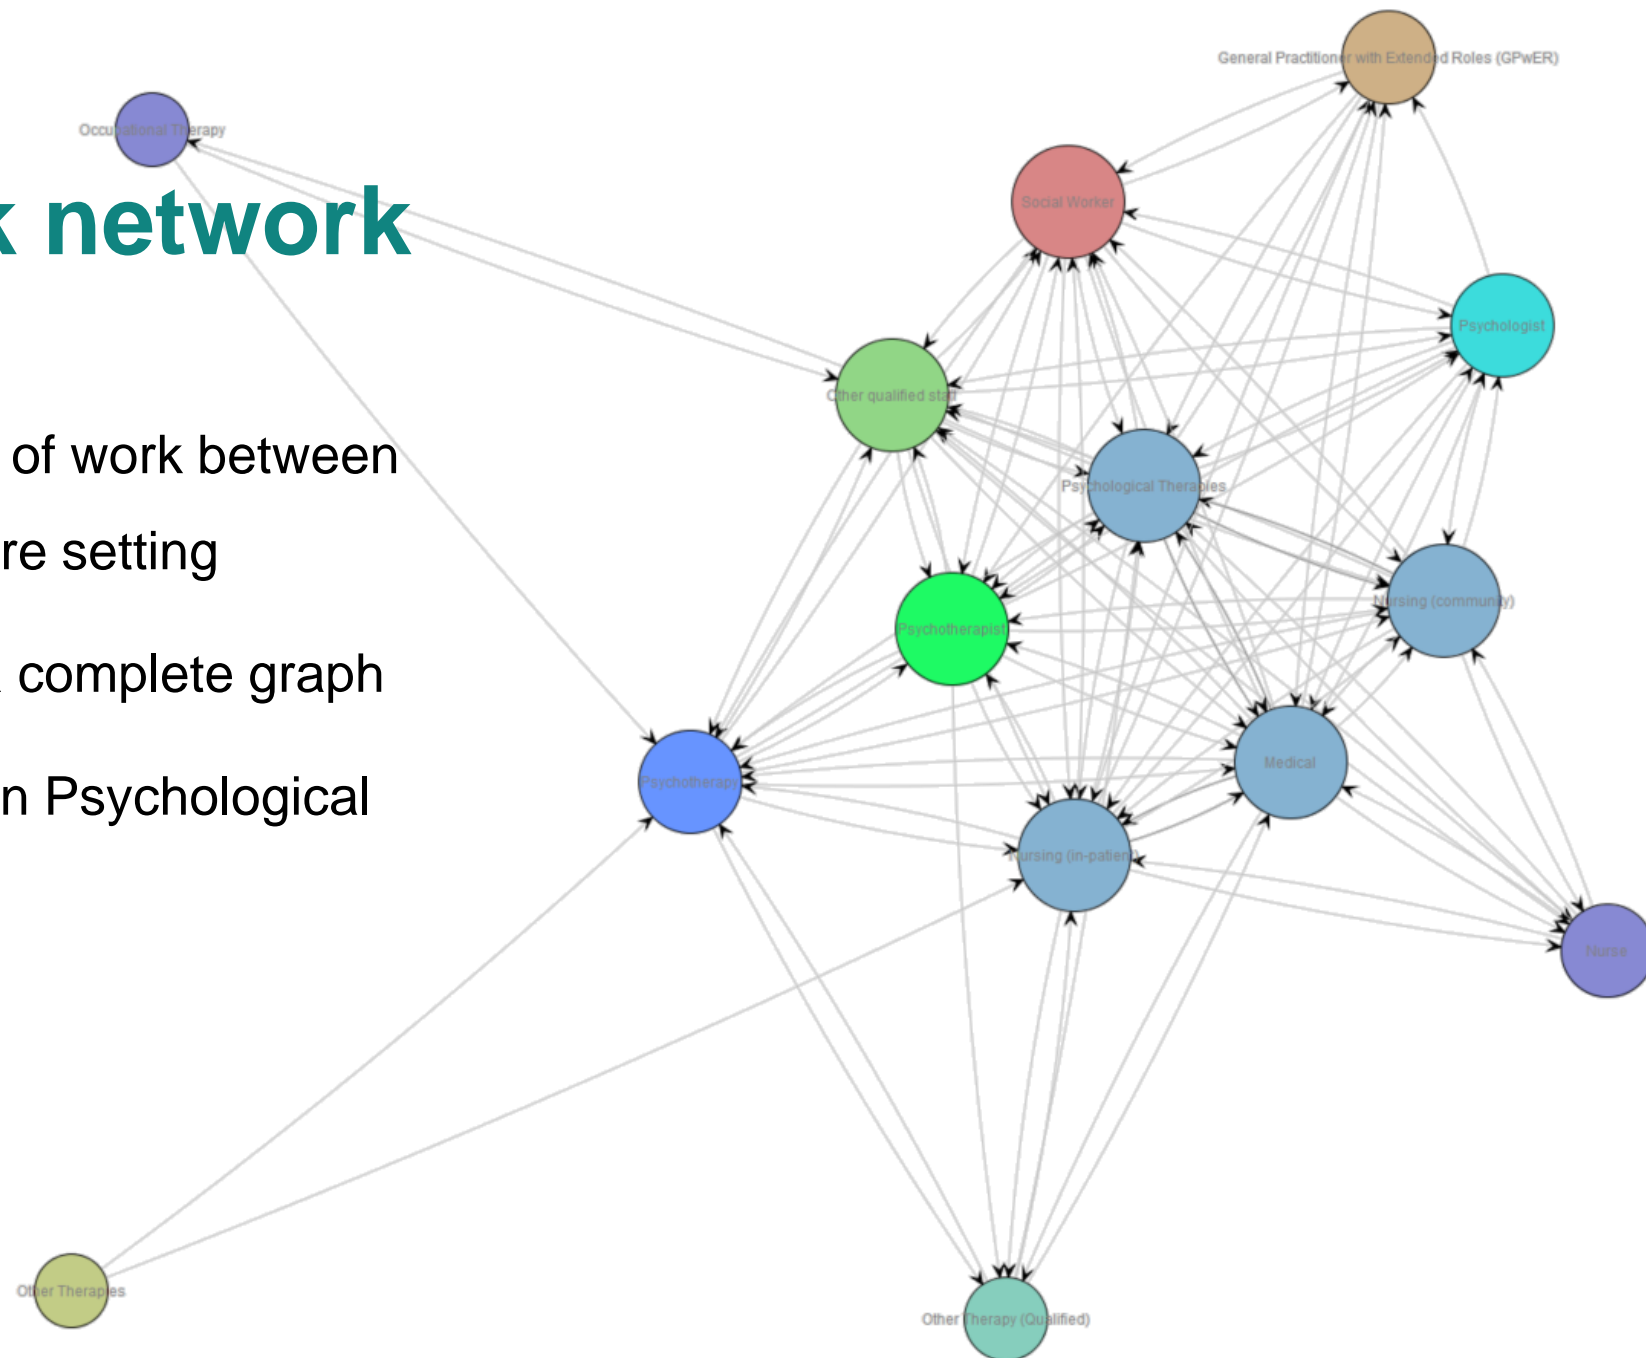 General Practitioner with Extended Roles (GPwER)
Occupational Therapy
network
Social Worker
Psychologist
Other qualified staff
of work between
Psychological Therapies
re setting
Nursing (community)
Psychotherapist
complete graph
Medical
Psychotherapy
n Psychological
Nursing (in-patient)
Nurse
Other Therapies
Other Therapy (Qualified)